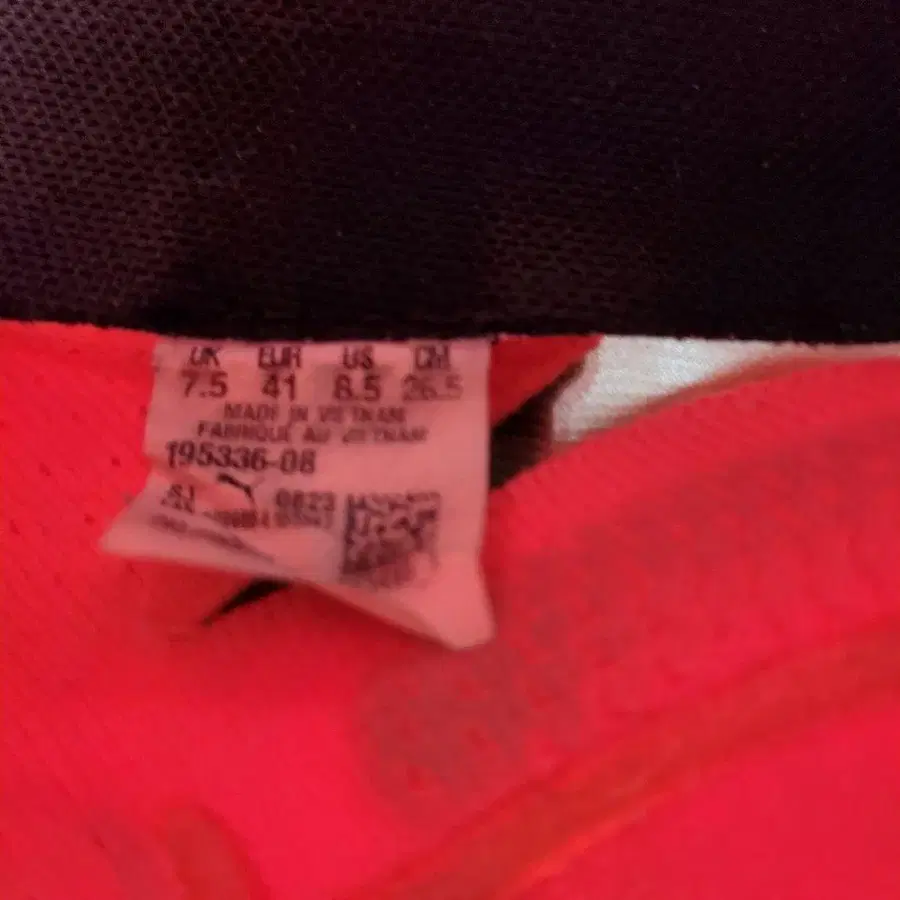 UK EUR US CM
7.5 41 8.5 26.5
MADE IN VIETNAM
FABRIQUE AU VIETNAM
195336-08
0823